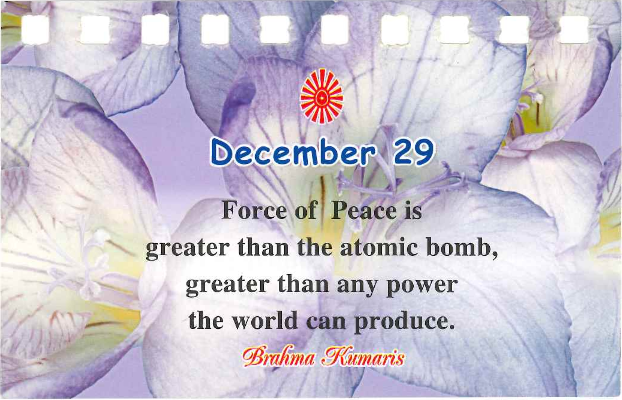 December 29
Force of Peace is
greater than the atomic bomb,
greater than any power
the world can produce.
Brahma Kumaris